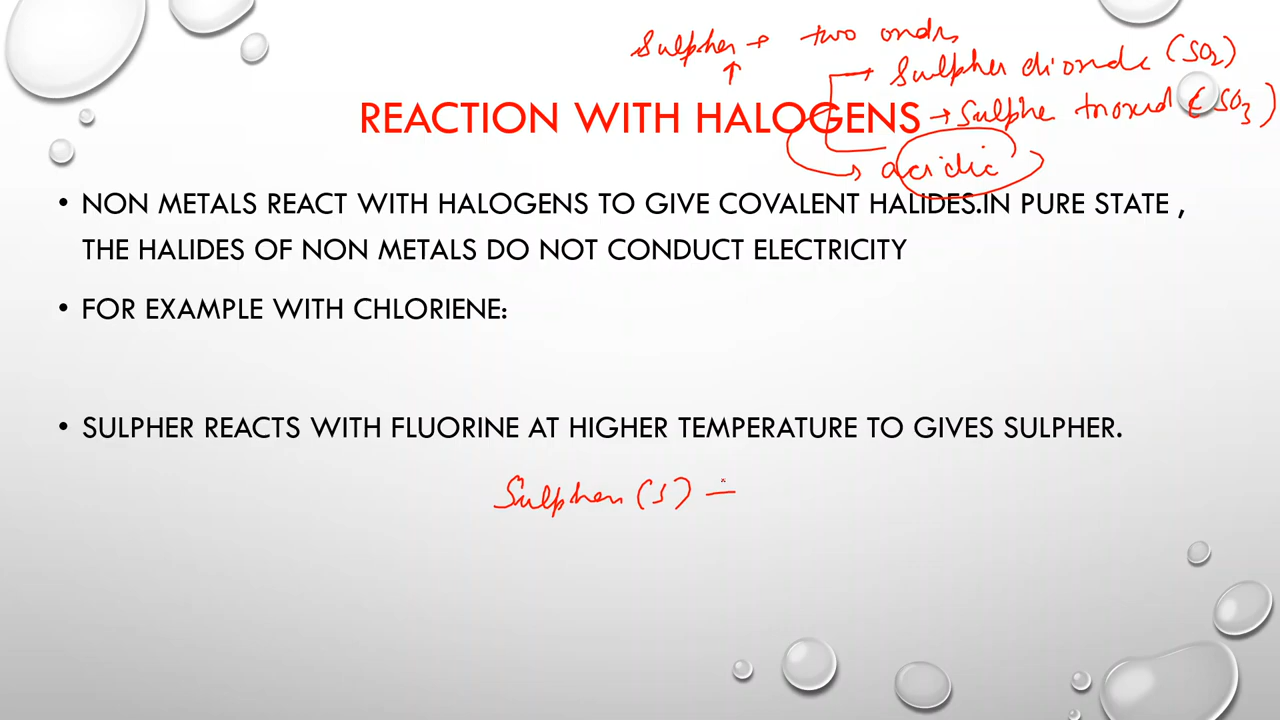 Sulpher → two oxides
→ Sulpher dioxide (SO2)
REACTION WITH HALOGENS → Sulphe trioxid (SO3)
→ acidic
• NON METALS REACT WITH HALOGENS TO GIVE COVALENT HALIDES.IN PURE STATE ,
THE HALIDES OF NON METALS DO NOT CONDUCT ELECTRICITY
• FOR EXAMPLE WITH CHLORIENE:
• SULPHER REACTS WITH FLUORINE AT HIGHER TEMPERATURE TO GIVES SULPHER.
Sulpher (S) =